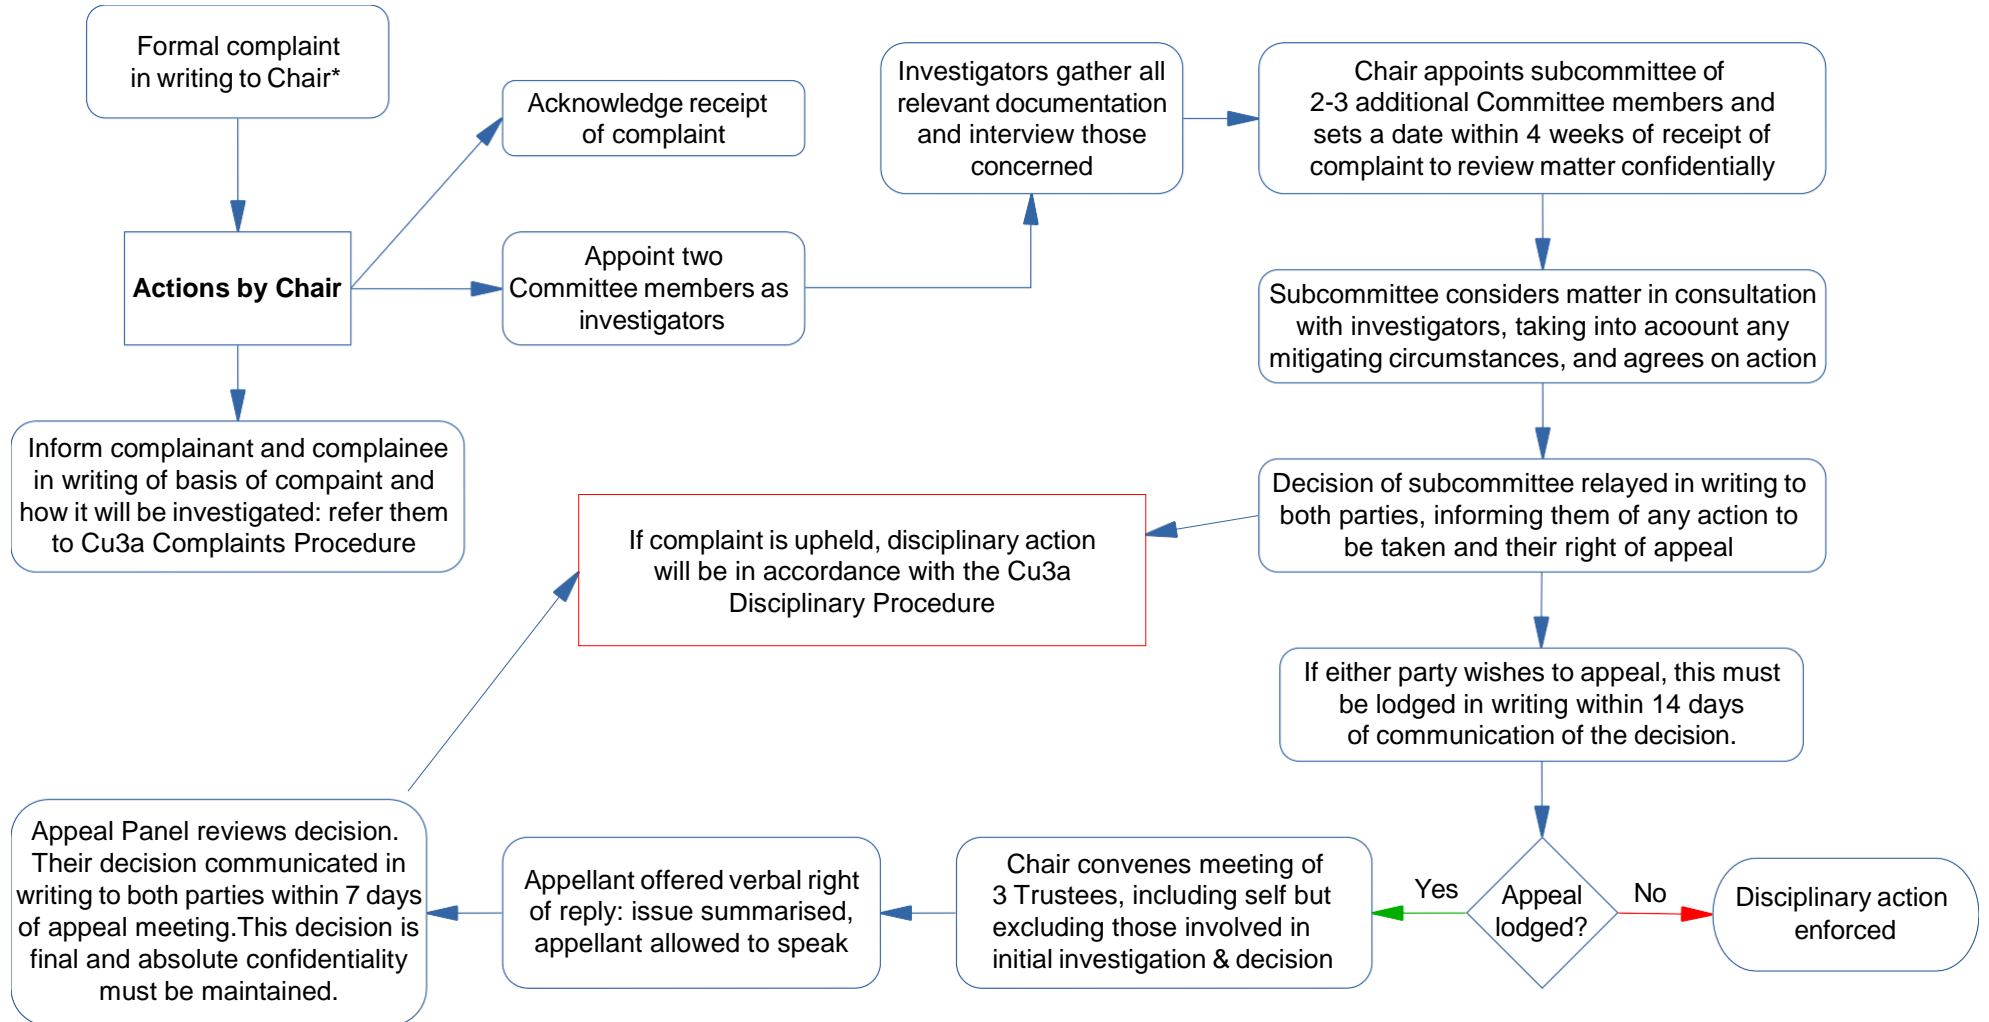 Formal complaint
in writing to Chair*
Acknowledge receipt
of complaint
Investigators gather all
relevant documentation
and interview those
concerned
Chair appoints subcommittee of
2-3 additional Committee members and
sets a date within 4 weeks of receipt of
complaint to review matter confidentially
Actions by Chair
Appoint two
Committee members as
investigators
Subcommittee considers matter in consultation
with investigators, taking into acoount any
mitigating circumstances, and agrees on action
Inform complainant and complainee
in writing of basis of compaint and
how it will be investigated: refer them
to Cu3a Complaints Procedure
If complaint is upheld, disciplinary action
will be in accordance with the Cu3a
Disciplinary Procedure
Decision of subcommittee relayed in writing to
both parties, informing them of any action to
be taken and their right of appeal
If either party wishes to appeal, this must
be lodged in writing within 14 days
of communication of the decision.
Appeal Panel reviews decision.
Their decision communicated in
writing to both parties within 7 days
of appeal meeting.This decision is
final and absolute confidentiality
must be maintained.
Appellant offered verbal right
of reply: issue summarised,
appellant allowed to speak
Chair convenes meeting of
3 Trustees, including self but
excluding those involved in
initial investigation & decision
Yes
Appeal
lodged?
No
Disciplinary action
enforced